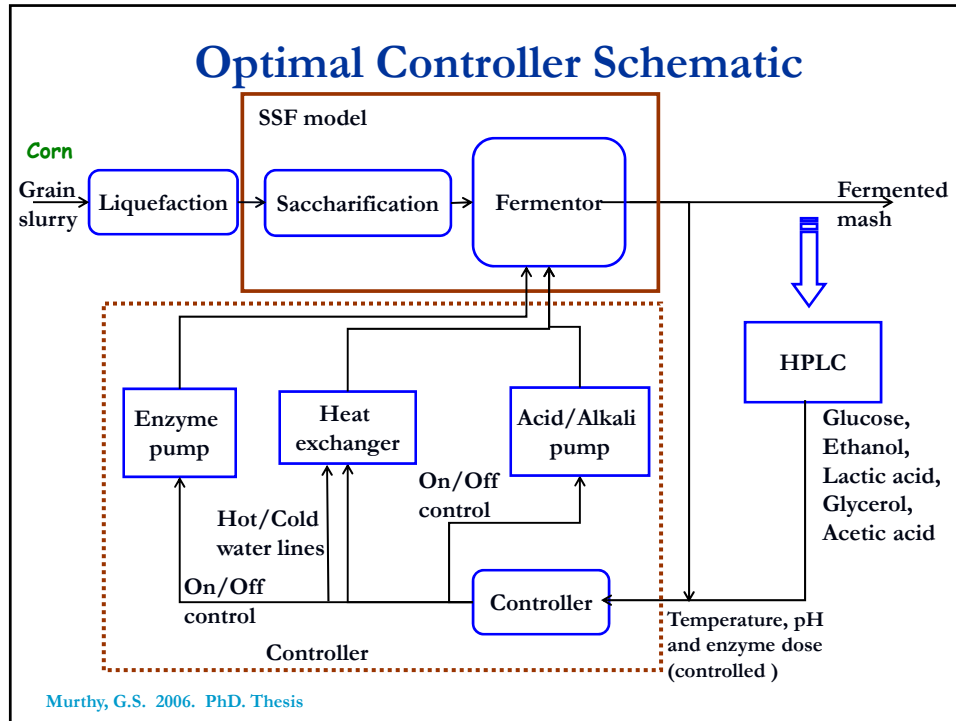 Optimal Controller Schematic
SSF model
Corn
Grain
slurry
Liquefaction
Saccharification
Fermentor
Fermented
mash
HPLC
Glucose,
Ethanol,
Lactic acid,
Glycerol,
Acetic acid
Enzyme
pump
Heat
exchanger
Acid/Alkali
pump
On/Off
control
Hot/Cold
water lines
On/Off
control
Controller
Temperature, pH
and enzyme dose
(controlled )
Controller
Murthy, G.S. 2006. PhD. Thesis